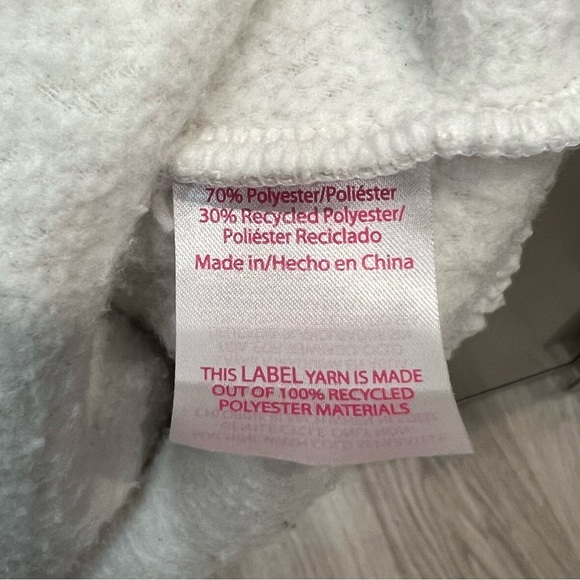 70% Polyester/Poliéster
30% Recycled Polyester/
Poliéster Reciclado
Made in/Hecho en China
THIS LABEL YARN IS MADE
OUT OF 100% RECYCLED
POLYESTER MATERIALS